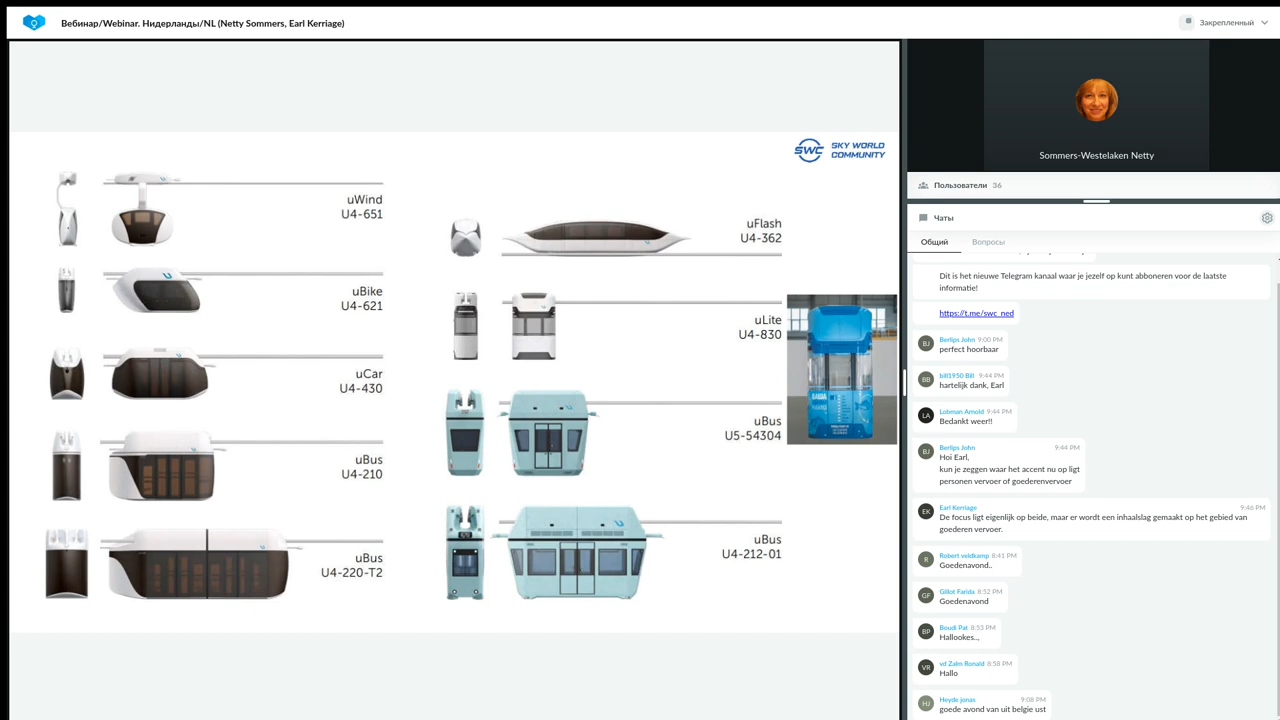 Вебинар/Webinar. Нидерланды/NL (Netty Sommers, Earl Kerriage)
Закрепленный
SWC SKY WORLD
COMMUNITY
uWind
U4-651
uBike
U4-621
uCar
U4-430
uBus
U4-210
uBus
U4-220-T2
uFlash
U4-362
uLite
U4-830
uBus
U5-54304
uBus
U4-212-01
Sommers-Westelaken Netty
Пользователи 36
Чаты
Общий Вопросы
Dit is het nieuwe Telegram kanaal waar je jezelf op kunt abboneren voor de laatste
informatie!
https://t.me/swc_ned
BJ
Berlips John 9:00 PM
perfect hoorbaar
BB
bill1950 Bill 9:44 PM
hartelijk dank, Earl
LA
Lobman Arnold 9:44 PM
Bedankt weer!!
BJ
Berlips John 9:44 PM
Hoi Earl,
kun je zeggen waar het accent nu op ligt
personen vervoer of goederenvervoer
EK
Earl Kerriage 9:46 PM
De focus ligt eigenlijk op beide, maar er wordt een inhaalslag gemaakt op het gebied van
goederen vervoer.
R
Robert veldkamp 8:41 PM
Goedenavond..
GF
Gillot Farida 8:52 PM
Goedenavond
BP
Boudi Pat 8:53 PM
Hallookes..,
VR
vd Zalm Ronald 8:58 PM
Hallo
HJ
Heyde jonas 9:08 PM
goede avond van uit belgie ust